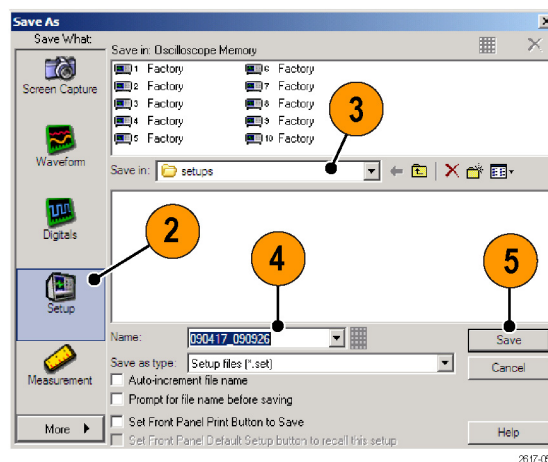 Save As
Save What:
Screen Capture
Waveform
Digitals
Setup
Measurement
More
Save in: Oscilloscope Memory
1 Factory
2 Factory
3 Factory
4 Factory
5 Factory
6 Factory
7 Factory
8 Factory
9 Factory
10 Factory
3
Save in: setups
2
4
5
Name: 090417_090926
Save
Save as type: Setup files (*.set)
Cancel
Auto-increment file name
Prompt for file name before saving
Set Front Panel Print Button to Save
Set Front Panel Default Setup button to recall this setup
Help